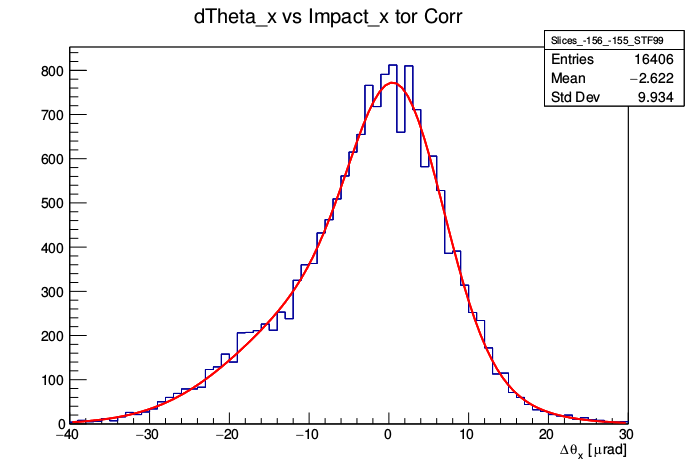 dTheta_x vs Impact_x tor Corr
Slices_-156_-155_STF99
Entries 16406
Mean −2.622
Std Dev 9.934
800
700
600
500
400
300
200
100
0
−40 −30 −20 −10 0 10 20 30
Δθx [μrad]